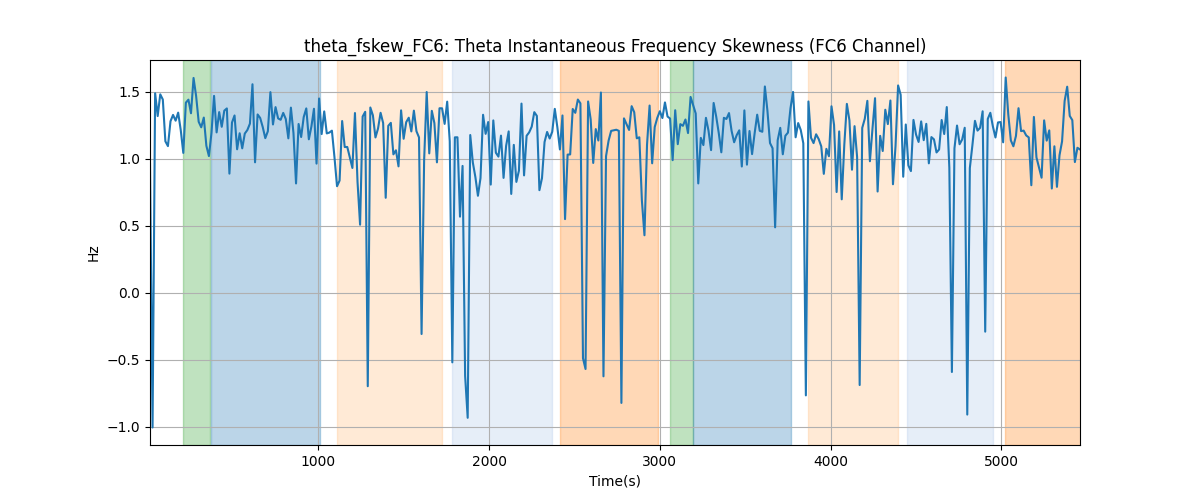 theta_fskew_FC6: Theta Instantaneous Frequency Skewness (FC6 Channel)
1.5
1.0
0.5
0.0
−0.5
−1.0
Hz
1000 2000 3000 4000 5000
Time(s)